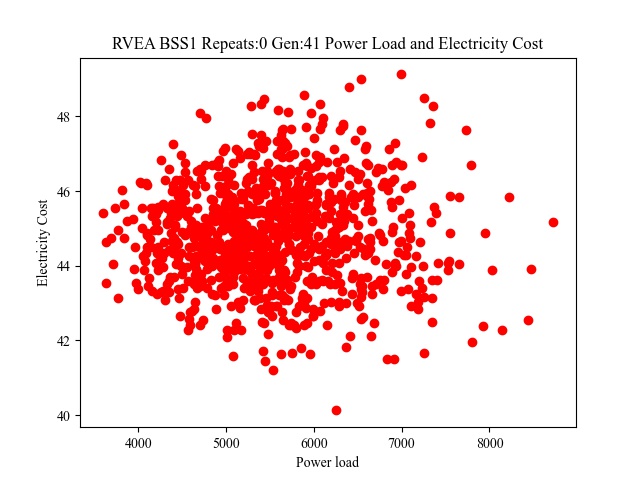 RVEA BSS1 Repeats:0 Gen:41 Power Load and Electricity Cost
48
46
44
42
40
Electricity Cost
4000 5000 6000 7000 8000
Power load